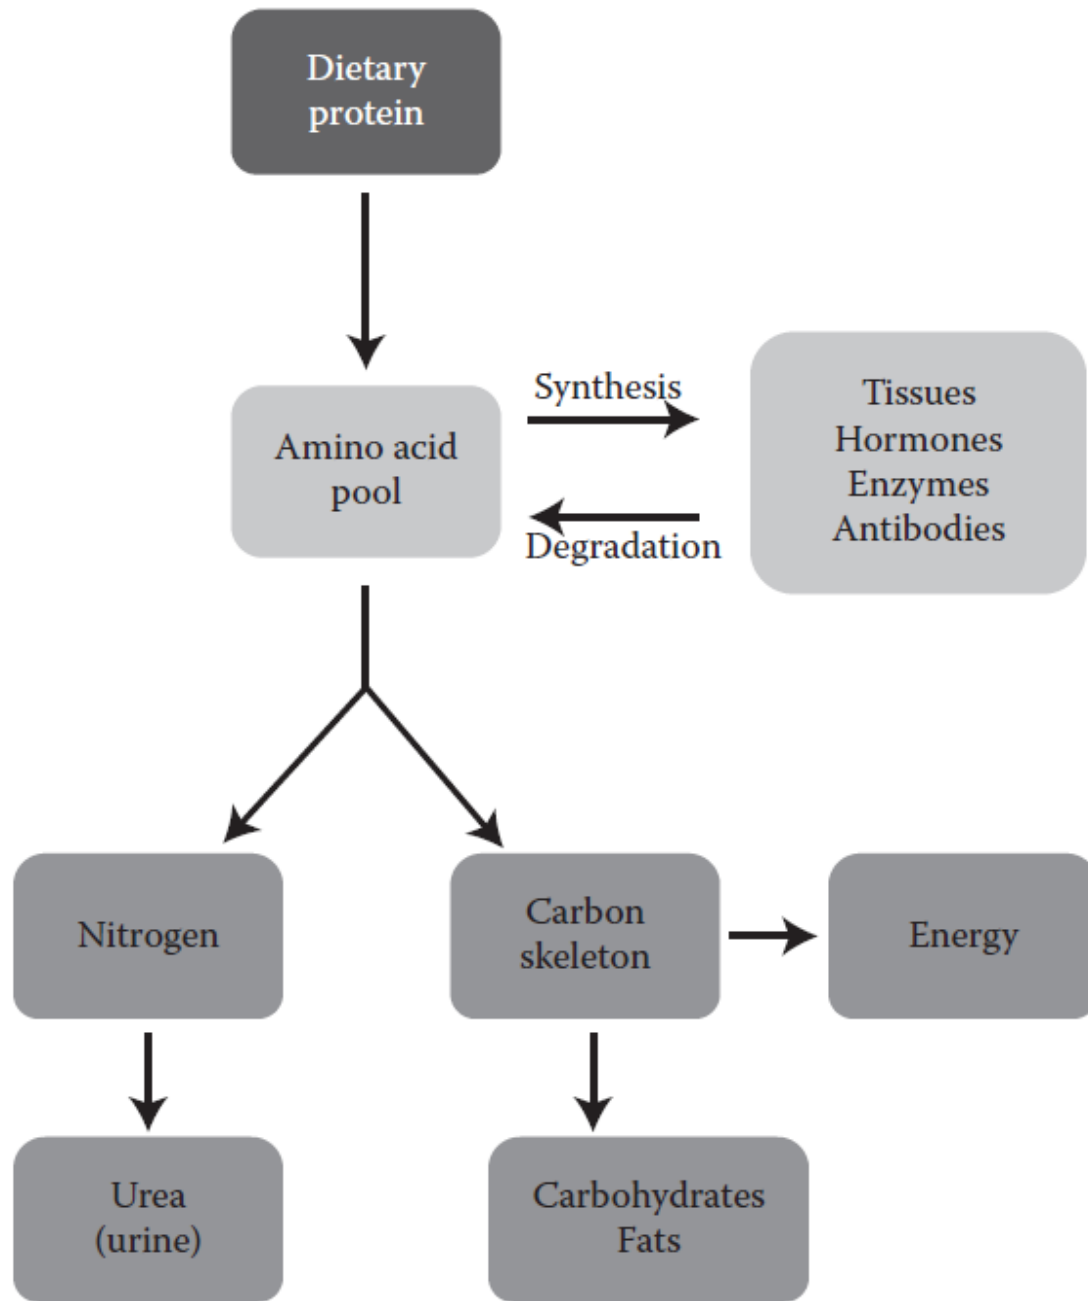 Dietary
protein
Synthesis
Amino acid
pool
Degradation
Tissues
Hormones
Enzymes
Antibodies
Nitrogen
Carbon
skeleton
Energy
Urea
(urine)
Carbohydrates
Fats